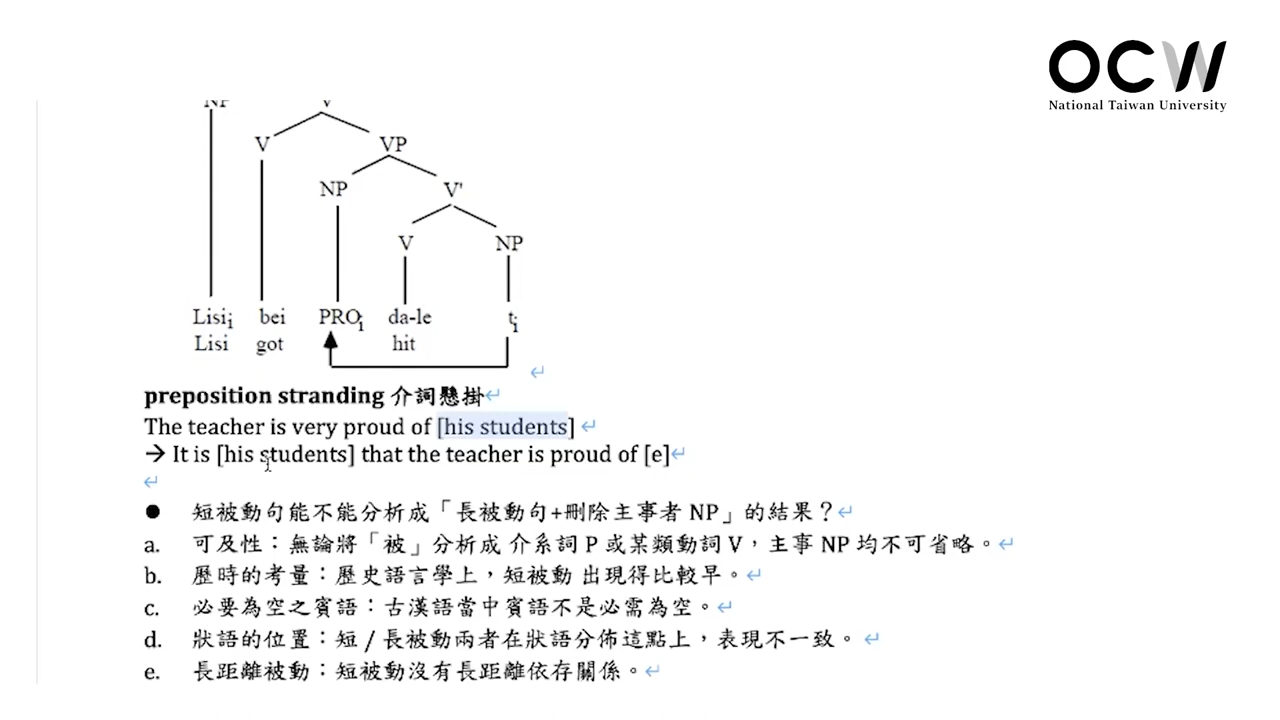 OCW
National Taiwan University
NP V
V VP
NP V'
V NP
Lisii bei PROi da-le ti
Lisi got hit
preposition stranding 介詞懸掛
The teacher is very proud of [his students]
→ It is [his students] that the teacher is proud of [e]
● 短被動句能不能分析成「長被動句+刪除主事者 NP」的結果？
a. 可及性：無論將「被」分析成 介系詞 P 或某類動詞 V，主事 NP 均不可省略。
b. 歷時的考量：歷史語言學上，短被動 出現得比較早。
c. 必要為空之賓語：古漢語當中賓語不是必需為空。
d. 狀語的位置：短 / 長被動兩者在狀語分佈這點上，表現不一致。
e. 長距離被動：短被動沒有長距離依存關係。